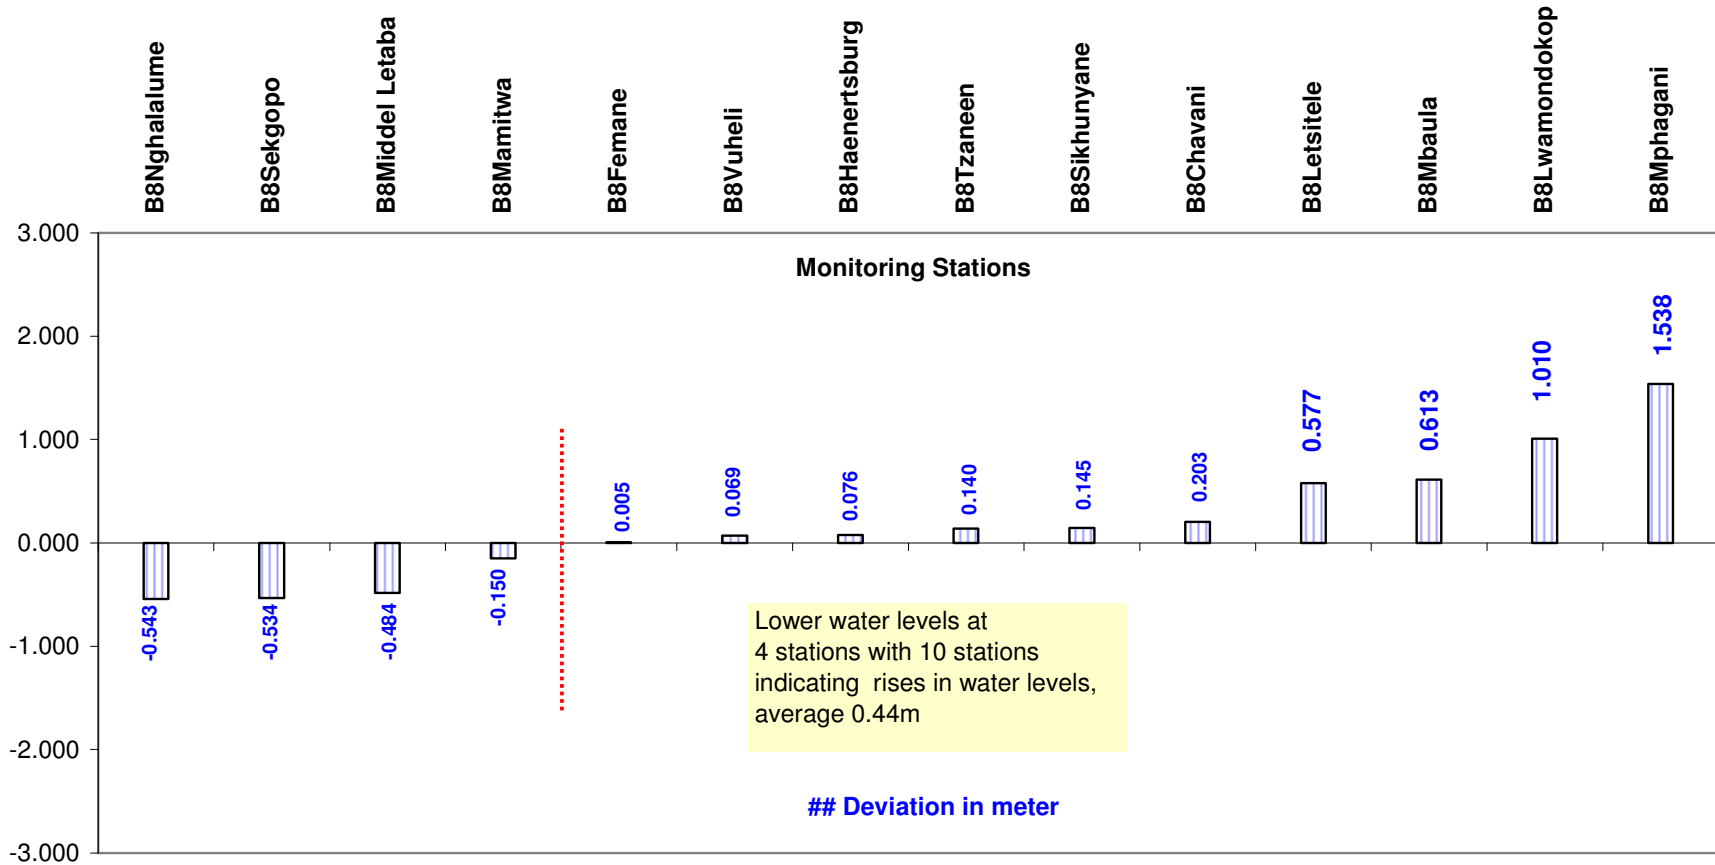 B8Nghalalume
B8Sekgopo
B8Middel Letaba
B8Mamitwa
B8Femane
B8Vuheli
B8Haenertsburg
B8Tzaneen
B8Sikhunyane
B8Chavani
B8Letsitele
B8Mbaula
B8Lwamondokop
B8Mphagani
3.000
2.000
1.000
0.000
-1.000
-2.000
-3.000
Monitoring Stations
-0.543
-0.534
-0.484
-0.150
0.005
0.069
0.076
0.140
0.145
0.203
0.577
0.613
1.010
1.538
Lower water levels at
4 stations with 10 stations
indicating  rises in water levels,
average 0.44m
## Deviation in meter